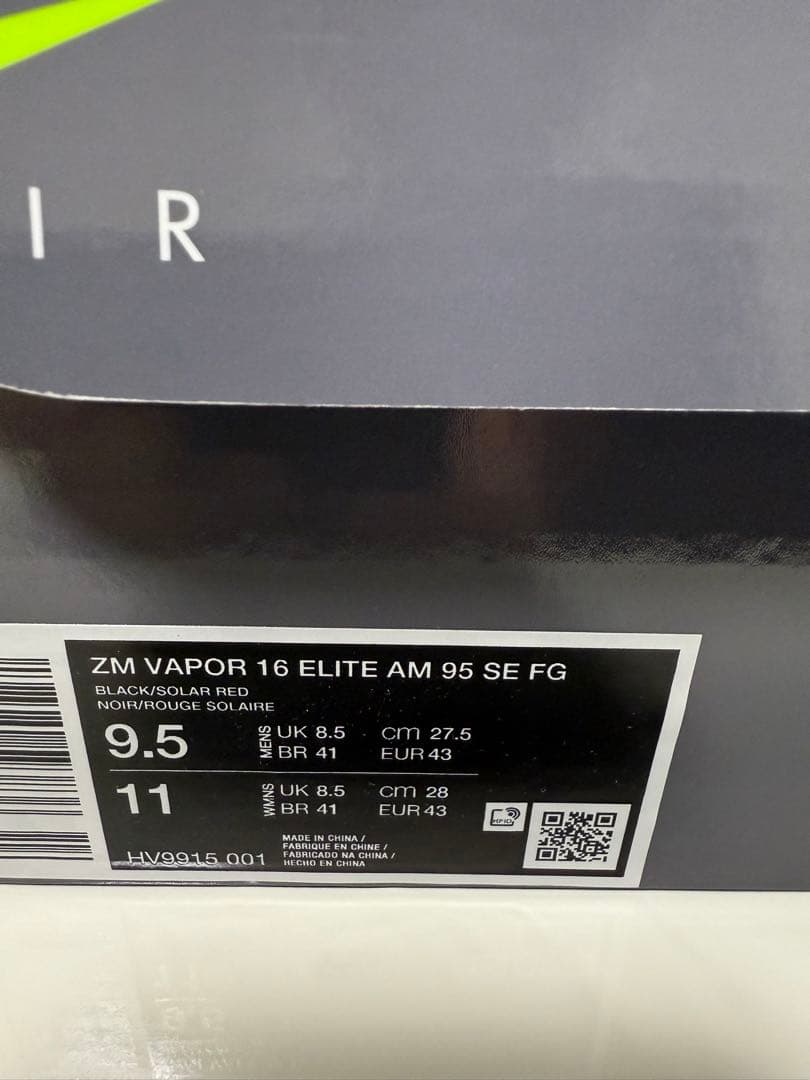 I R
ZM VAPOR 16 ELITE AM 95 SE FG
BLACK/SOLAR RED
NOIR/ROUGE SOLAIRE
9.5 MENS UK 8.5 cm 27.5
BR 41 EUR 43
11 WMNS UK 8.5 cm 28
BR 41 EUR 43
HV9915 001
MADE IN CHINA /
FABRIQUE EN CHINE /
FABRICADO NA CHINA /
HECHO EN CHINA